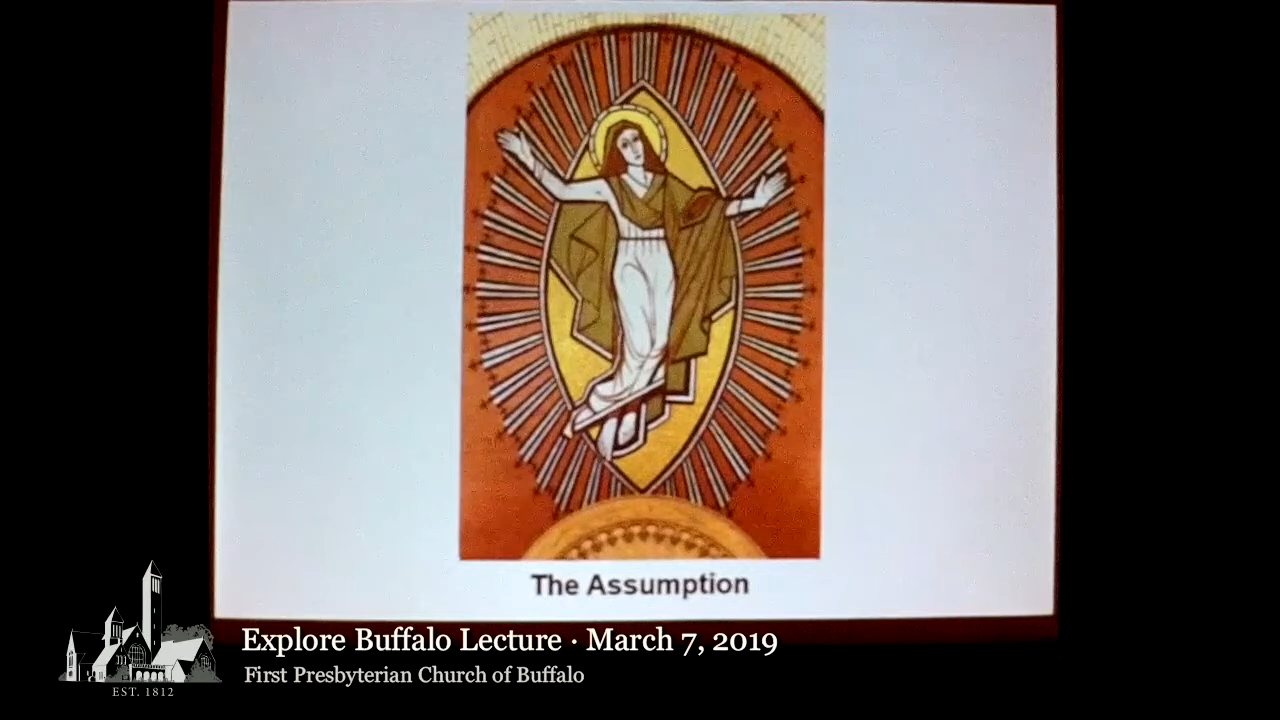 The Assumption
Explore Buffalo Lecture · March 7, 2019
First Presbyterian Church of Buffalo
EST. 1812